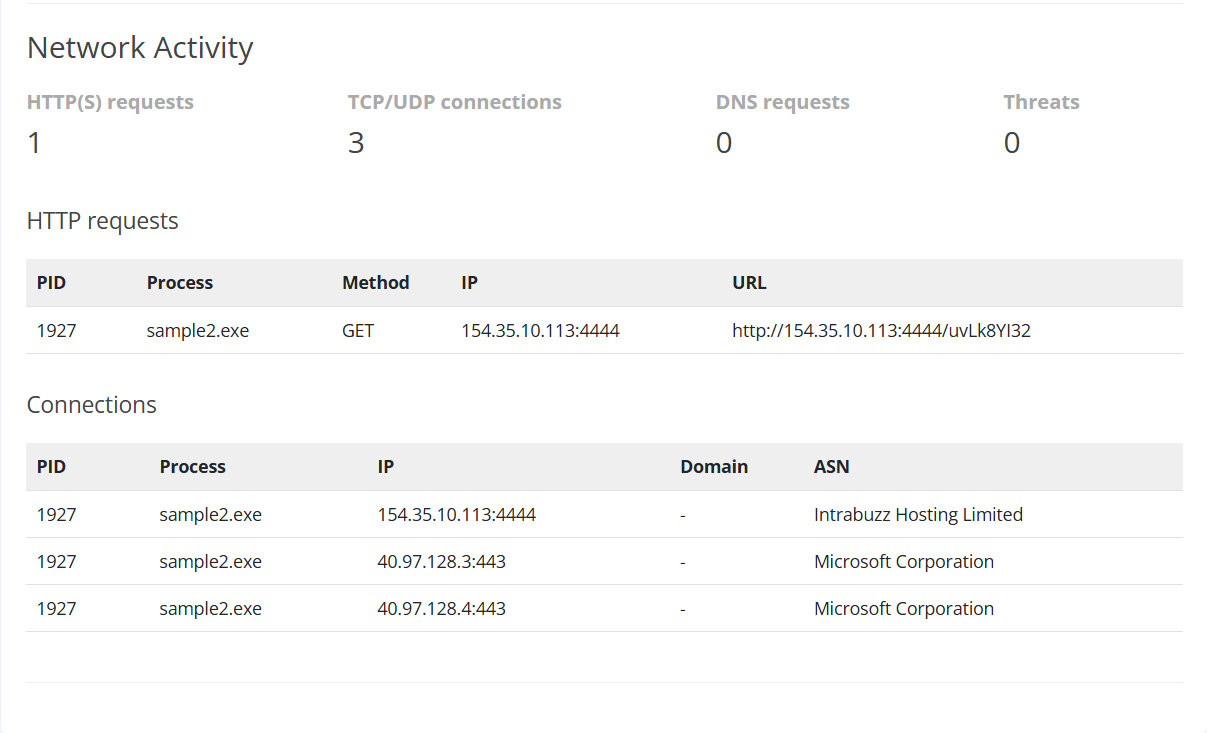 Network Activity
HTTP(S) requests TCP/UDP connections DNS requests Threats
1 3 0 0
HTTP requests
PID Process Method IP URL
1927 sample2.exe GET 154.35.10.113:4444 http://154.35.10.113:4444/uvLk8YI32
Connections
PID Process IP Domain ASN
1927 sample2.exe 154.35.10.113:4444 - Intrabuzz Hosting Limited
1927 sample2.exe 40.97.128.3:443 - Microsoft Corporation
1927 sample2.exe 40.97.128.4:443 - Microsoft Corporation